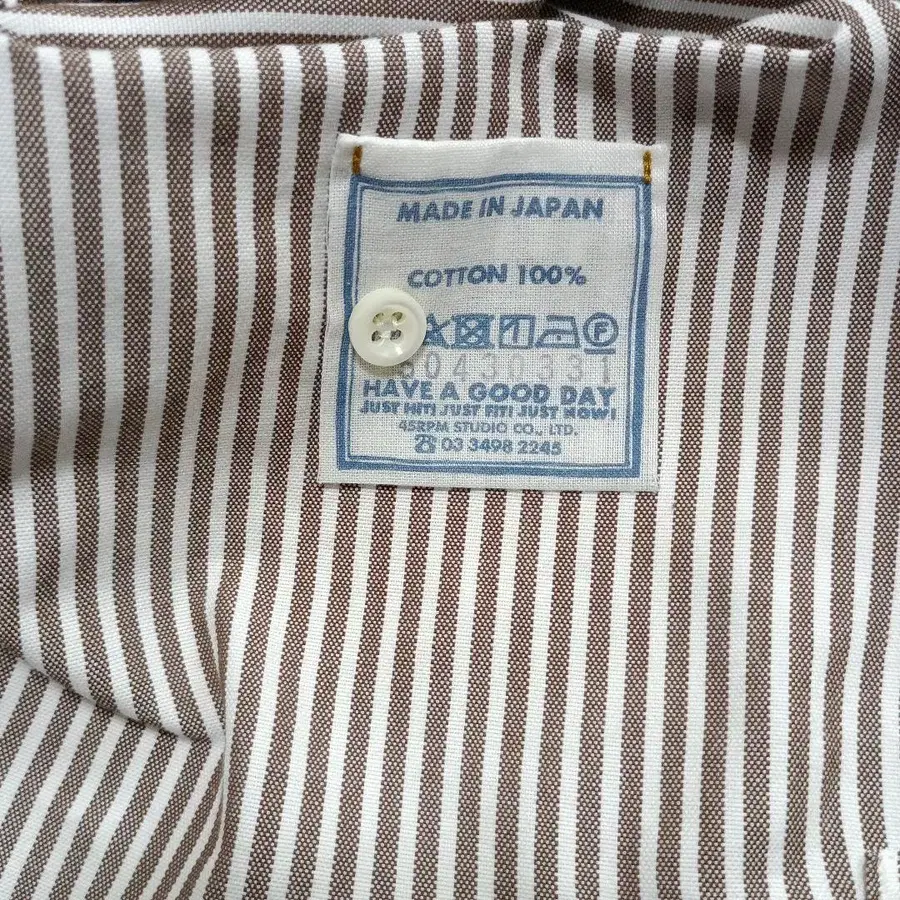 MADE IN JAPAN
COTTON 100%
F
0430331
HAVE A GOOD DAY
JUST HIT! JUST FIT! JUST NOW!
45RPM STUDIO CO., LTD.
☎ 03 3498 2245